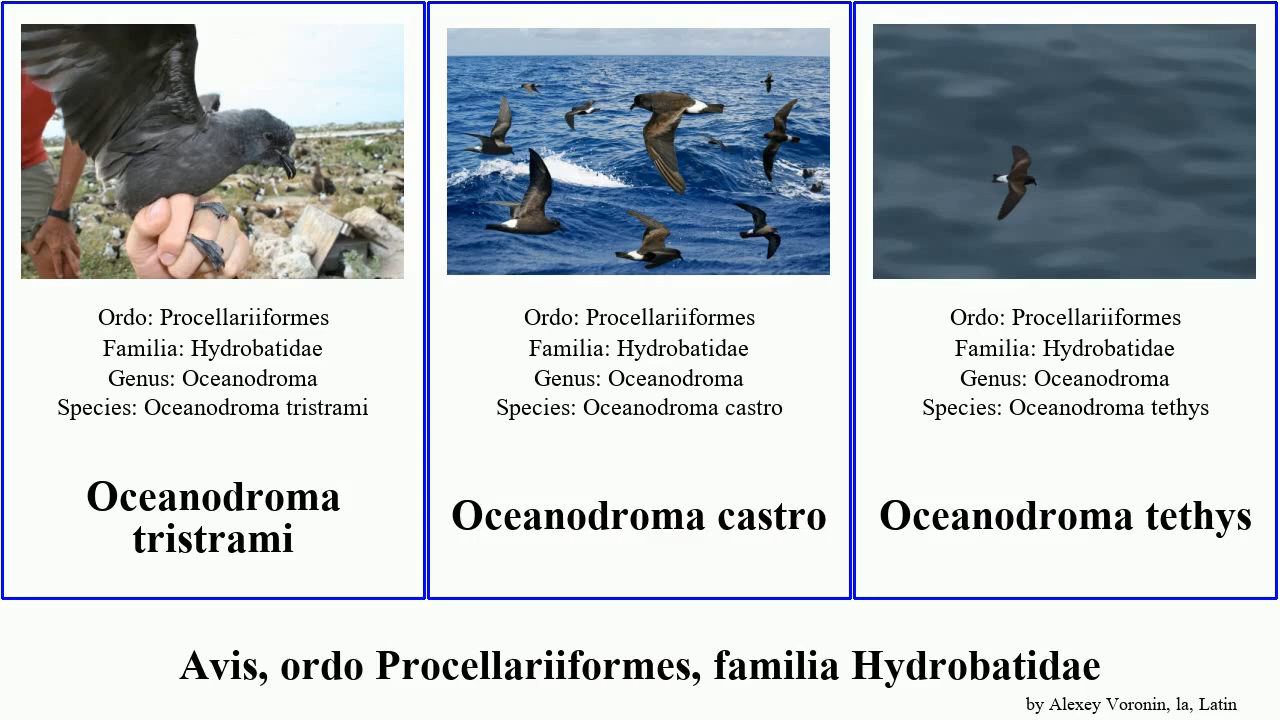 Ordo: Procellariiformes
Familia: Hydrobatidae
Genus: Oceanodroma
Species: Oceanodroma tristrami
Oceanodroma
tristrami
Ordo: Procellariiformes
Familia: Hydrobatidae
Genus: Oceanodroma
Species: Oceanodroma castro
Oceanodroma castro
Ordo: Procellariiformes
Familia: Hydrobatidae
Genus: Oceanodroma
Species: Oceanodroma tethys
Oceanodroma tethys
Avis, ordo Procellariiformes, familia Hydrobatidae
by Alexey Voronin, la, Latin